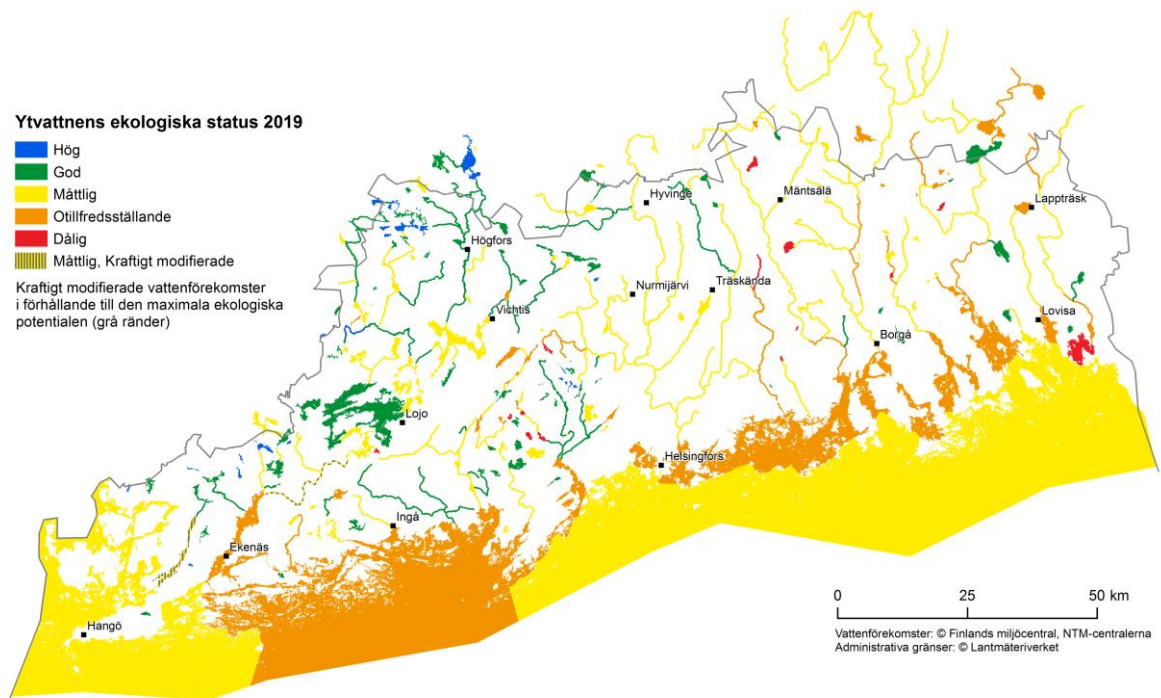 Ytvattnens ekologiska status 2019
Hög
God
Måttlig
Otillfredsställande
Dålig
Måttlig, Kraftigt modifierade
Kraftigt modifierade vattenförekomster
i förhållande till den maximala ekologiska
potentialen (grå ränder)
Hyvinge
Mäntsälä
Lappträsk
Högfors
Nurmijärvi
Träskända
Vichtis
Lovisa
Borgå
Lojo
Helsingfors
Ingå
Ekenäs
Hangö
0 25 50 km
Vattenförekomster: © Finlands miljöcentral, NTM-centralerna
Administrativa gränser: © Lantmäteriverket